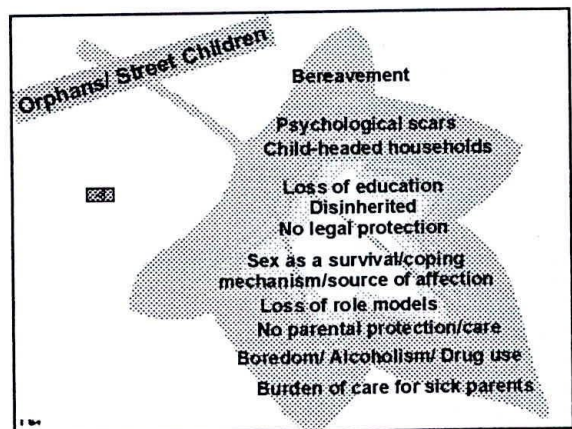 Orphans/ Street Children
Bereavement
Psychological scars
Child-headed households
Loss of education
Disinherited
No legal protection
Sex as a survival/coping
mechanism/source of affection
Loss of role models
No parental protection/care
Boredom/ Alcoholism/ Drug use
Burden of care for sick parents